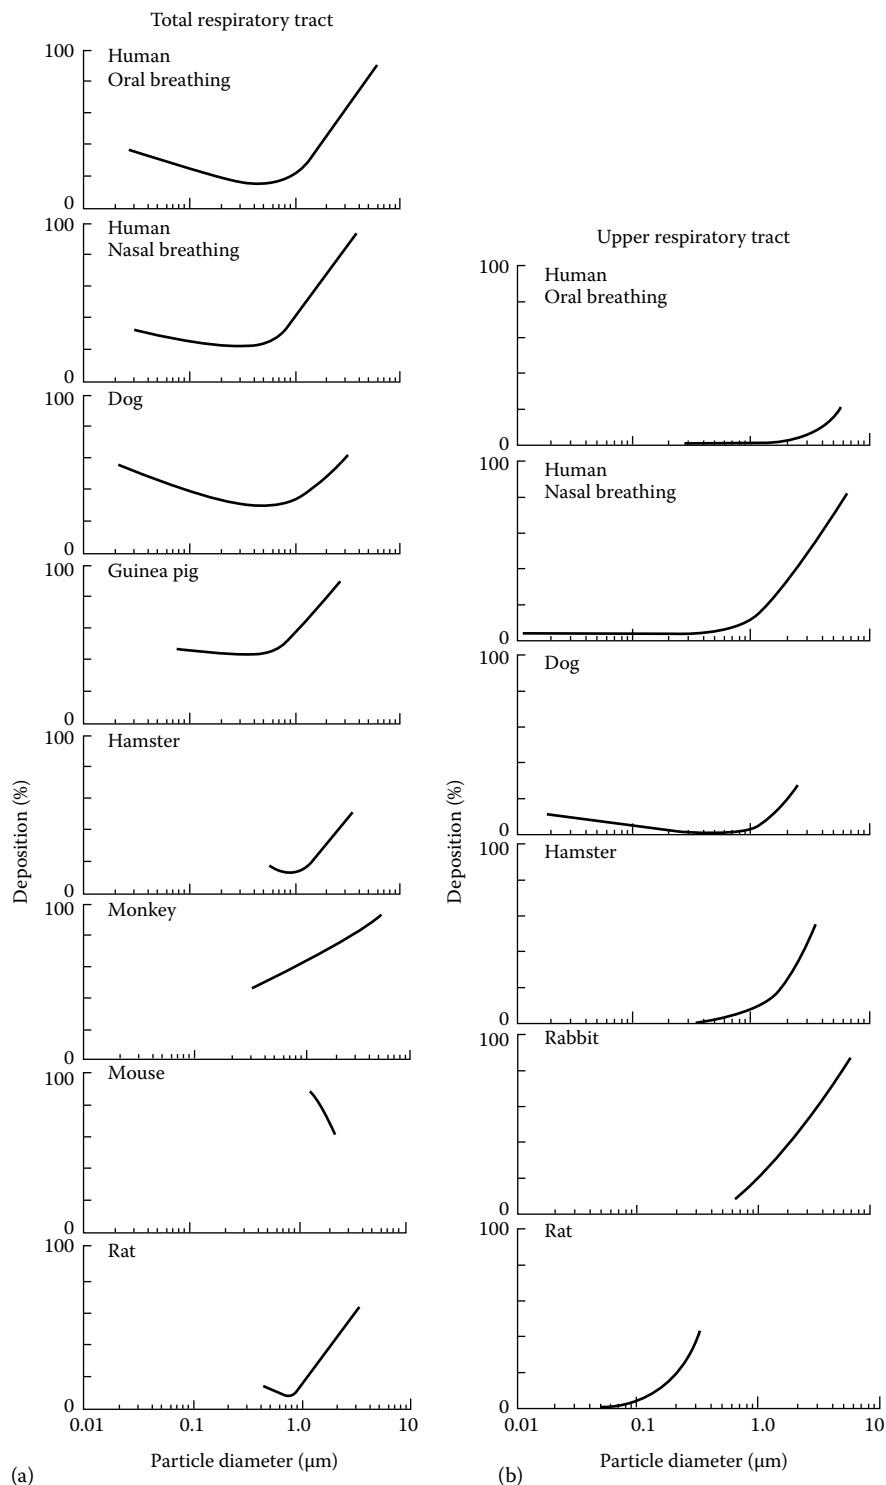 Total respiratory tract
100
Human
Oral breathing
0
100
Human
Nasal breathing
0
100
Dog
0
100
Guinea pig
0
100
Hamster
0
100
Monkey
0
100
Mouse
0
100
Rat
0
0.01
0.1
1.0
10
Deposition (%)
Particle diameter (μm)
(a)
Upper respiratory tract
100
Human
Oral breathing
0
100
Human
Nasal breathing
0
100
Dog
0
100
Hamster
0
100
Rabbit
0
100
Rat
0
0.01
0.1
1.0
10
Deposition (%)
Particle diameter (μm)
(b)